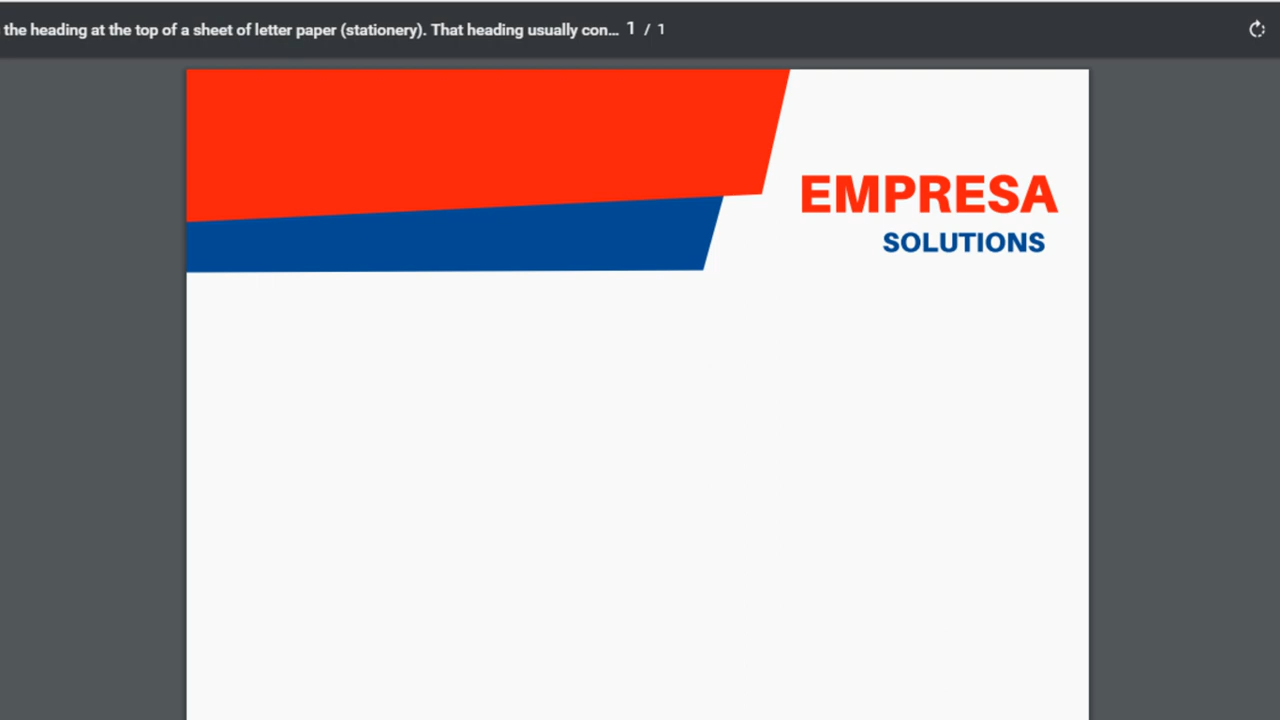 the heading at the top of a sheet of letter paper (stationery). That heading usually con... 1 / 1
EMPRESA
SOLUTIONS